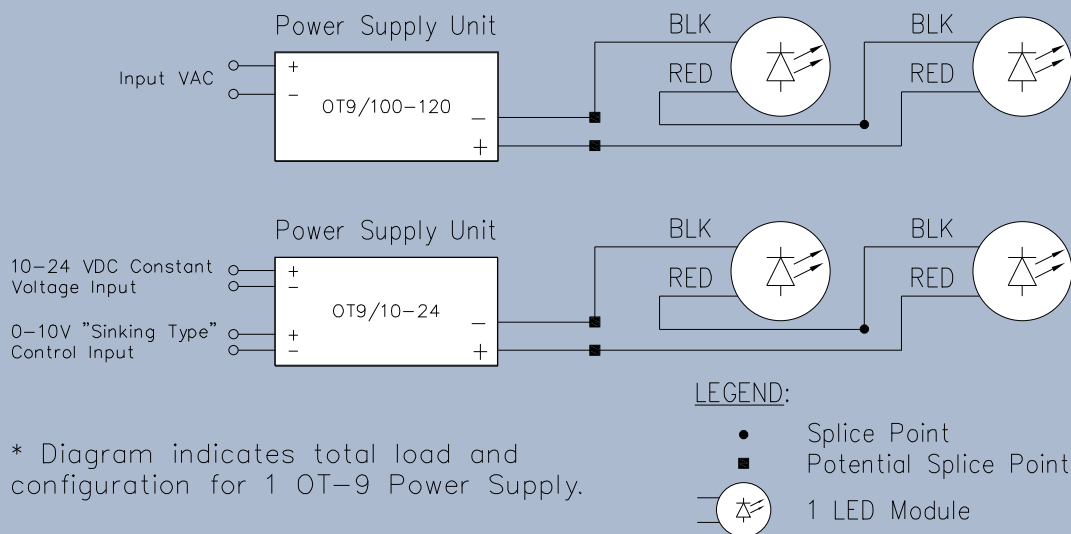 Power Supply Unit
BLK
BLK
Input VAC
+
−
RED
RED
OT9/100−120
−
+
Power Supply Unit
BLK
BLK
10−24 VDC Constant
Voltage Input
+
−
RED
RED
OT9/10−24
0−10V "Sinking Type"
Control Input
+
−
−
+
LEGEND:
Splice Point
Potential Splice Point
1 LED Module
* Diagram indicates total load and
configuration for 1 OT−9 Power Supply.